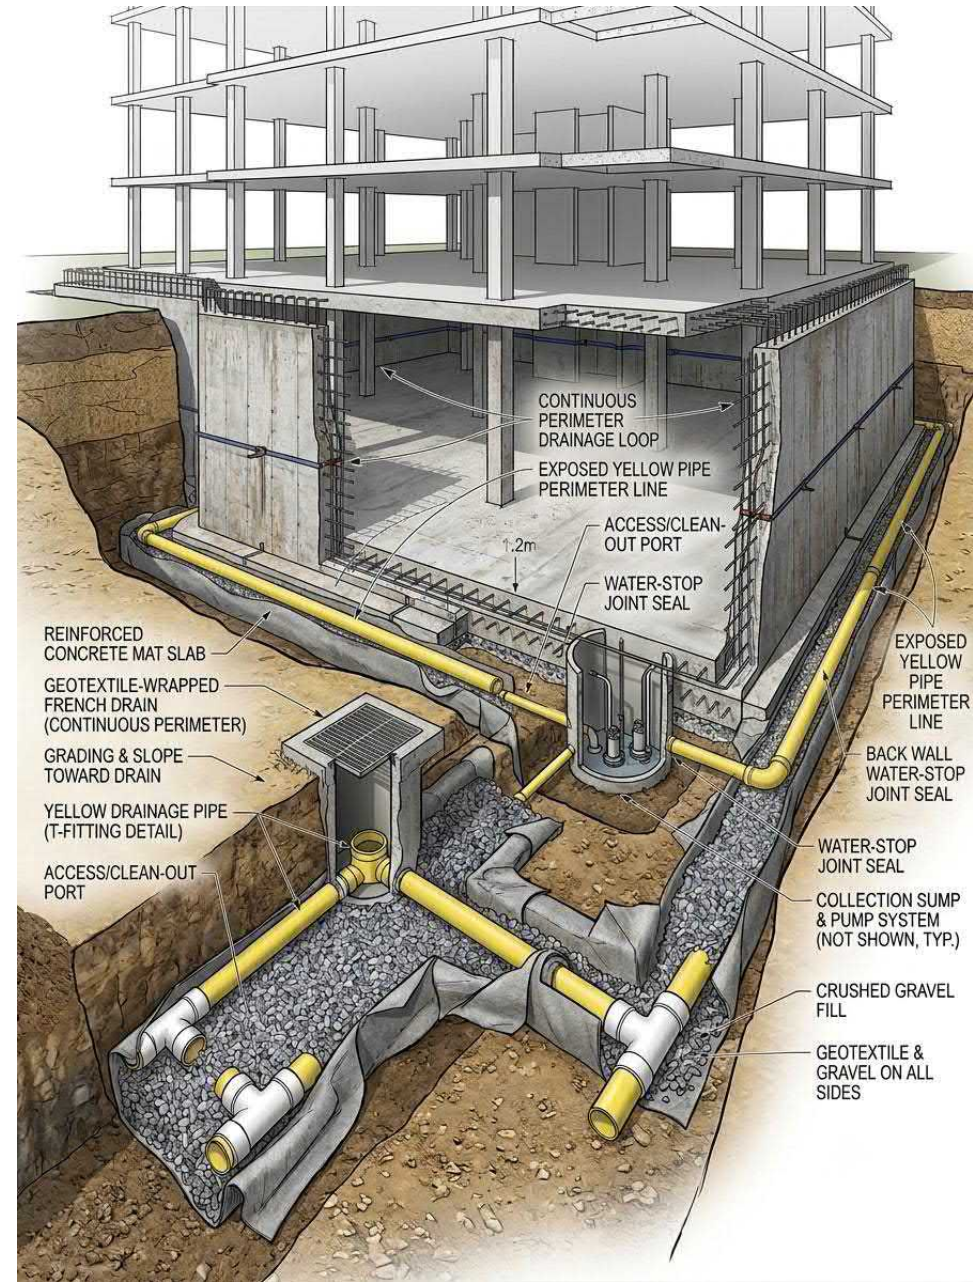 CONTINUOUS
PERIMETER
DRAINAGE LOOP
EXPOSED YELLOW PIPE
PERIMETER LINE
ACCESS/CLEAN-
OUT PORT
1.2m
WATER-STOP
JOINT SEAL
REINFORCED
CONCRETE MAT SLAB
GEOTEXTILE-WRAPPED
FRENCH DRAIN
(CONTINUOUS PERIMETER)
GRADING & SLOPE
TOWARD DRAIN
YELLOW DRAINAGE PIPE
(T-FITTING DETAIL)
ACCESS/CLEAN-OUT
PORT
EXPOSED
YELLOW
PIPE
PERIMETER
LINE
BACK WALL
WATER-STOP
JOINT SEAL
WATER-STOP
JOINT SEAL
COLLECTION SUMP
& PUMP SYSTEM
(NOT SHOWN, TYP.)
CRUSHED GRAVEL
FILL
GEOTEXTILE &
GRAVEL ON ALL
SIDES